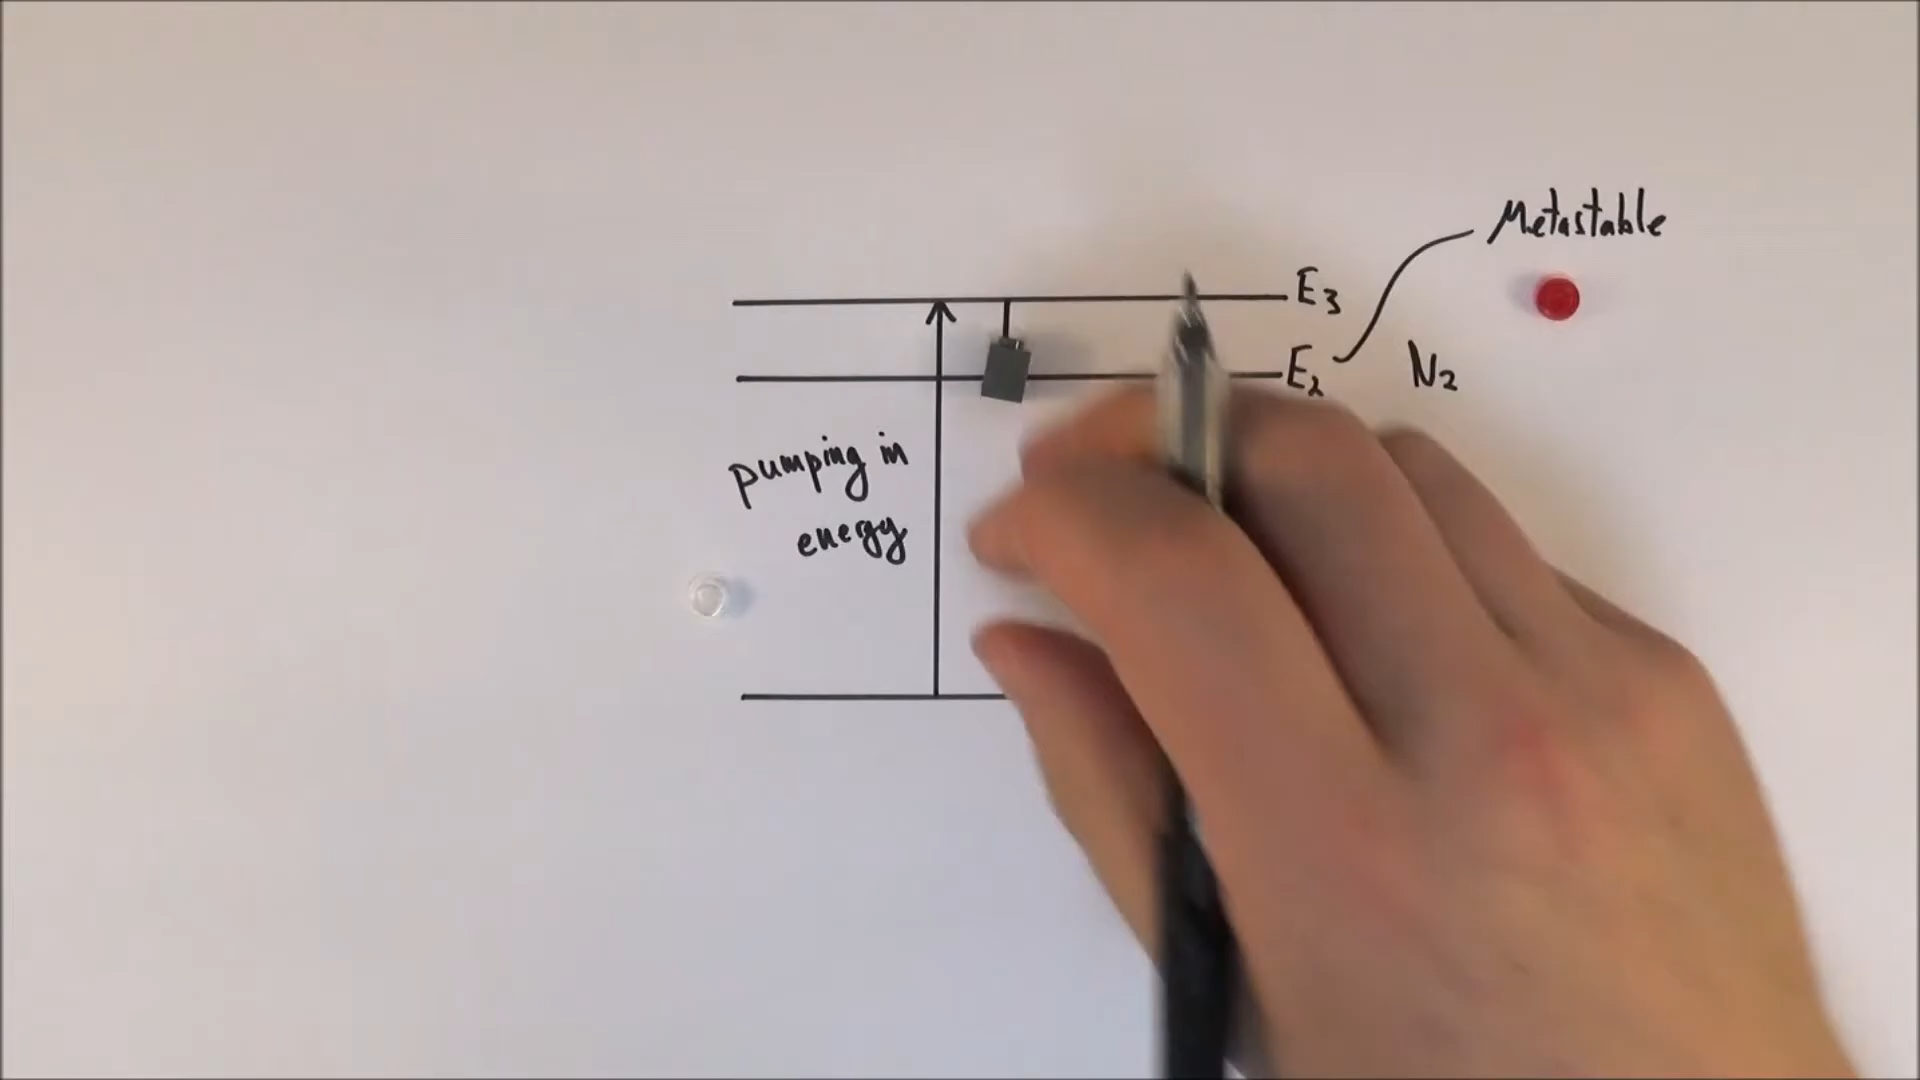 Metastable
E3
E2
N2
pumping in
energy